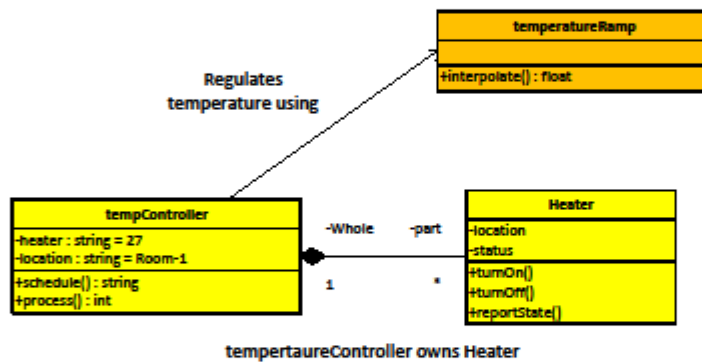 temperatureRamp
+interpolate() : float
Regulates
temperature using
tempController
-heater : string = 27
-location : string = Room-1
+schedule() : string
+process() : int
-Whole
-part
1
*
Heater
-location
-status
+turnOn()
+turnOff()
+reportState()
tempertaureController owns Heater